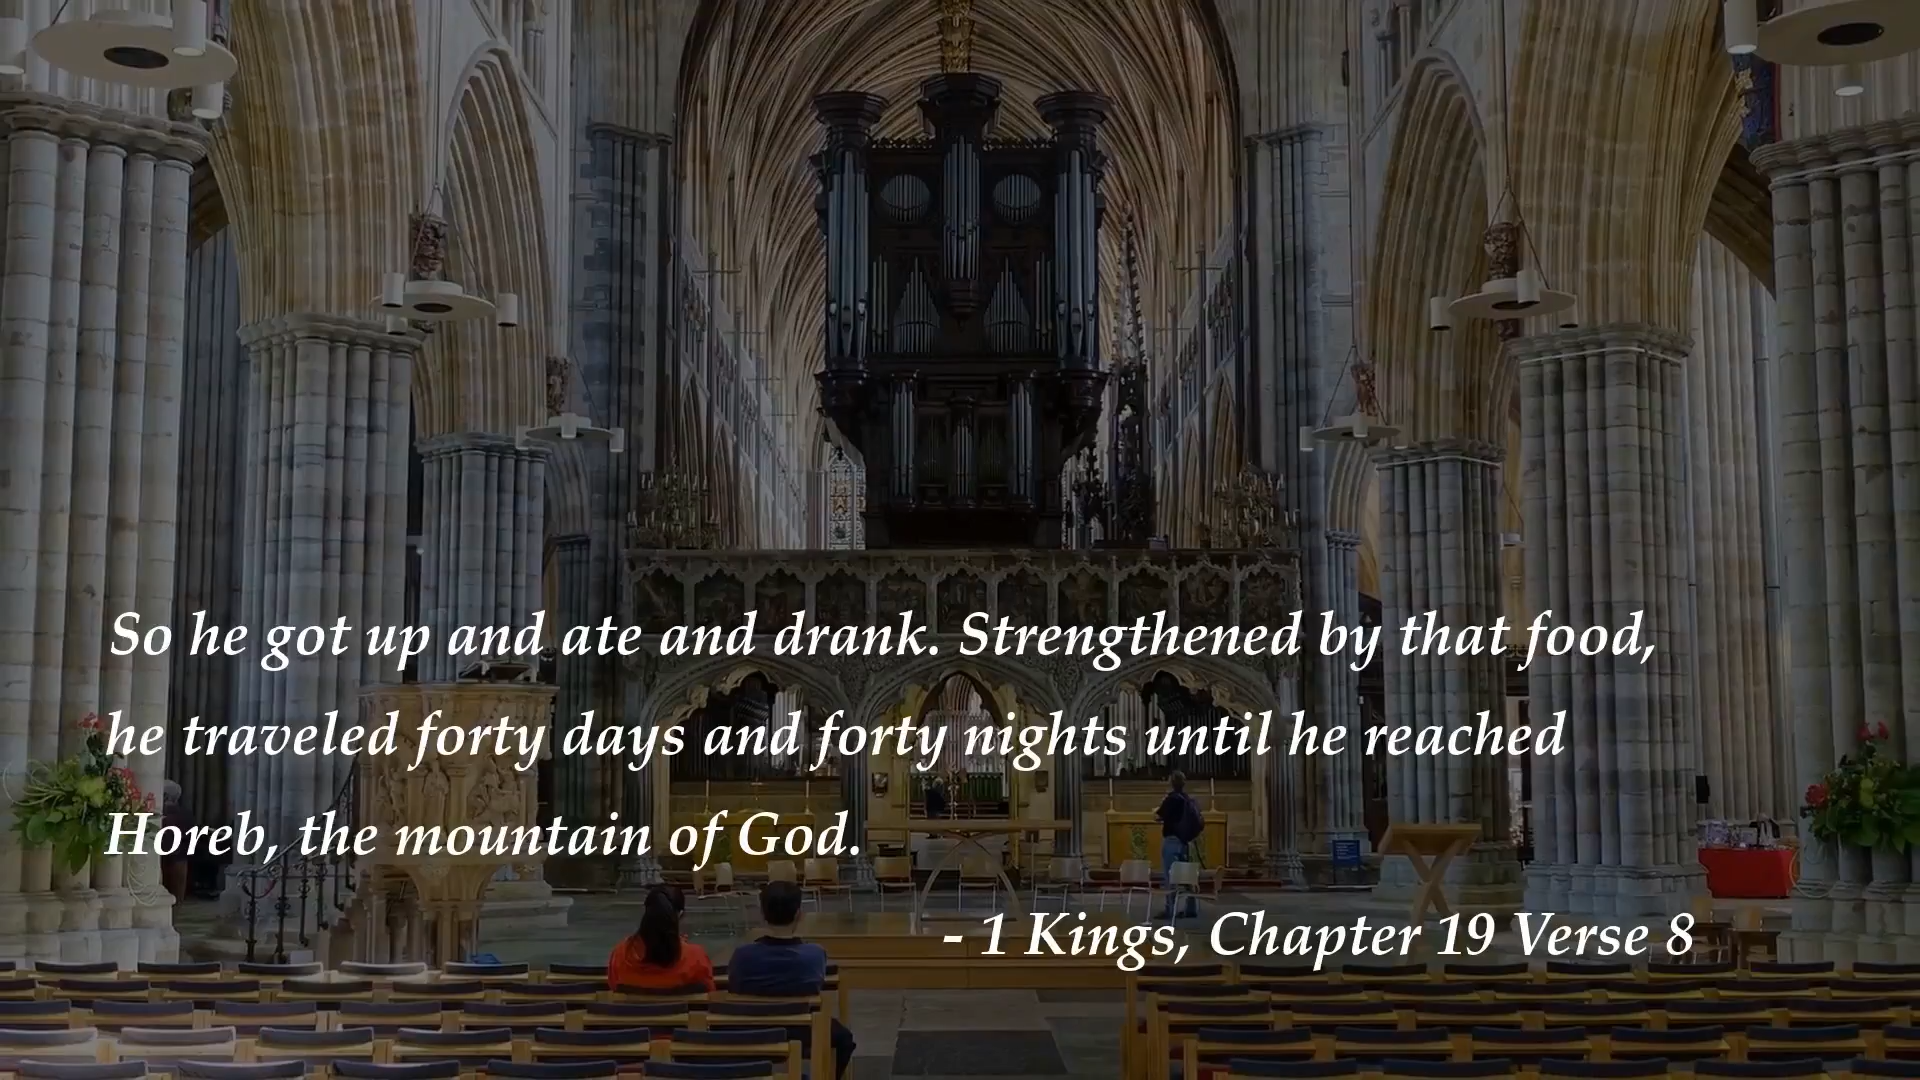 So he got up and ate and drank. Strengthened by that food,
he traveled forty days and forty nights until he reached
Horeb, the mountain of God.
- 1 Kings, Chapter 19 Verse 8